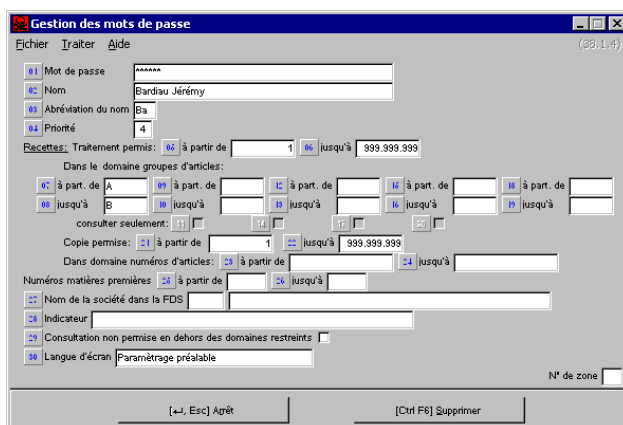 Gestion des mots de passe
Fichier Traiter Aide (38.1.4)
01 Mot de passe ^^^^^^
02 Nom Bardiau Jérémy
03 Abréviation du nom Ba
04 Priorité 4
Recettes: Traitement permis: 05 à partir de 1 06 jusqu'à 999.999.999
Dans le domaine groupes d'articles:
07 à part. de A 09 à part. de 12 à part. de 15 à part. de 18 à part. de
08 jusqu'à B 10 jusqu'à 13 jusqu'à 16 jusqu'à 19 jusqu'à
consulter seulement: 11 14 17 20
Copie permise: 21 à partir de 1 22 jusqu'à 999.999.999
Dans domaine numéros d'articles: 23 à partir de 24 jusqu'à
Numéros matières premières 25 à partir de 26 jusqu'à
27 Nom de la société dans la FDS
28 Indicateur
29 Consultation non permise en dehors des domaines restreints
30 Langue d'écran Paramètrage préalable
N° de zone
[↵, Esc] Arrêt [Ctrl F6] Supprimer